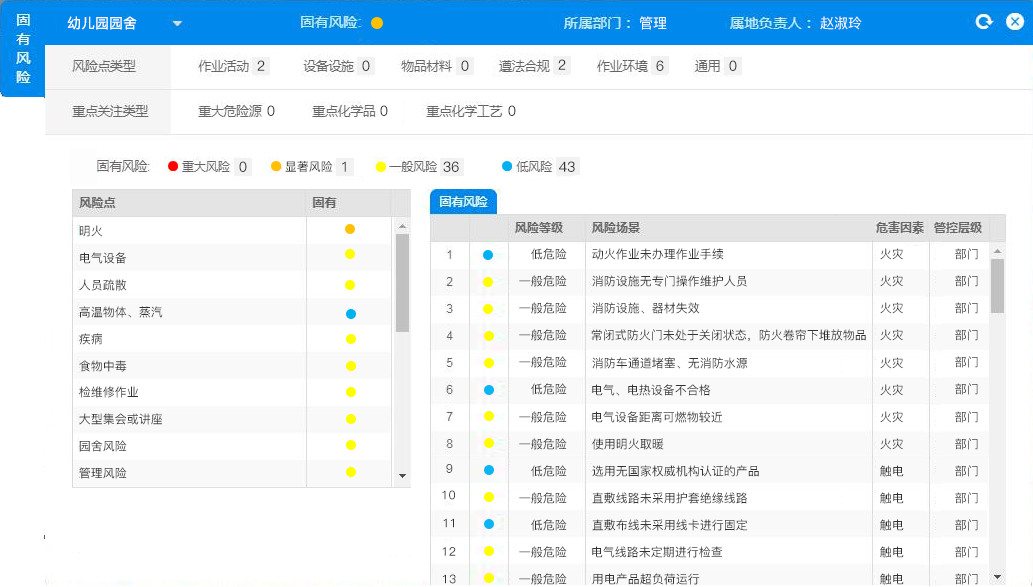 固有风险
幼儿园园舍 固有风险: 所属部门： 管理 属地负责人： 赵淑玲
风险点类型 作业活动 2 设备设施 0 物品材料 0 遵法合规 2 作业环境 6 通用 0
重点关注类型 重大危险源 0 重点化学品 0 重点化学工艺 0
固有风险: 重大风险 0 显著风险 1 一般风险 36 低风险 43
风险点 固有
明火
电气设备
人员疏散
高温物体、蒸汽
疾病
食物中毒
检维修作业
大型集会或讲座
园舍风险
管理风险
固有风险
风险等级 风险场景 危害因素 管控层级
1 低危险 动火作业未办理作业手续 火灾 部门
2 一般危险 消防设施无专门操作维护人员 火灾 部门
3 一般危险 消防设施、器材失效 火灾 部门
4 一般危险 常闭式防火门未处于关闭状态，防火卷帘下堆放物品 火灾 部门
5 一般危险 消防车通道堵塞、无消防水源 火灾 部门
6 低危险 电气、电热设备不合格 火灾 部门
7 一般危险 电气设备距离可燃物较近 火灾 部门
8 一般危险 使用明火取暖 火灾 部门
9 低危险 选用无国家权威机构认证的产品 触电 部门
10 一般危险 直敷线路未采用护套绝缘线路 触电 部门
11 低危险 直敷布线未采用线卡进行固定 触电 部门
12 一般危险 电气线路未定期进行检查 触电 部门
13 一般危险 用电产品超负荷运行 触电 部门